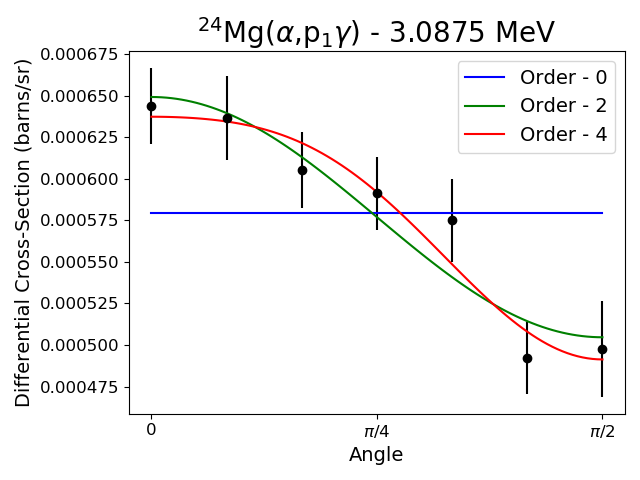 ²⁴Mg(α,p₁γ) - 3.0875 MeV
Differential Cross-Section (barns/sr)
0.000675
0.000650
0.000625
0.000600
0.000575
0.000550
0.000525
0.000500
0.000475
Order - 0
Order - 2
Order - 4
0 π/4 π/2
Angle